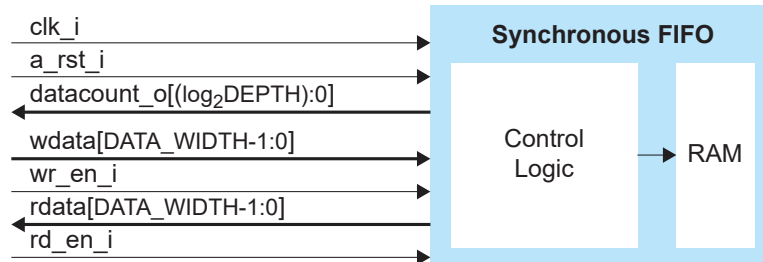 clk_i
a_rst_i
datacount_o[(log₂DEPTH):0]
wdata[DATA_WIDTH-1:0]
wr_en_i
rdata[DATA_WIDTH-1:0]
rd_en_i
Synchronous FIFO
Control
Logic
RAM